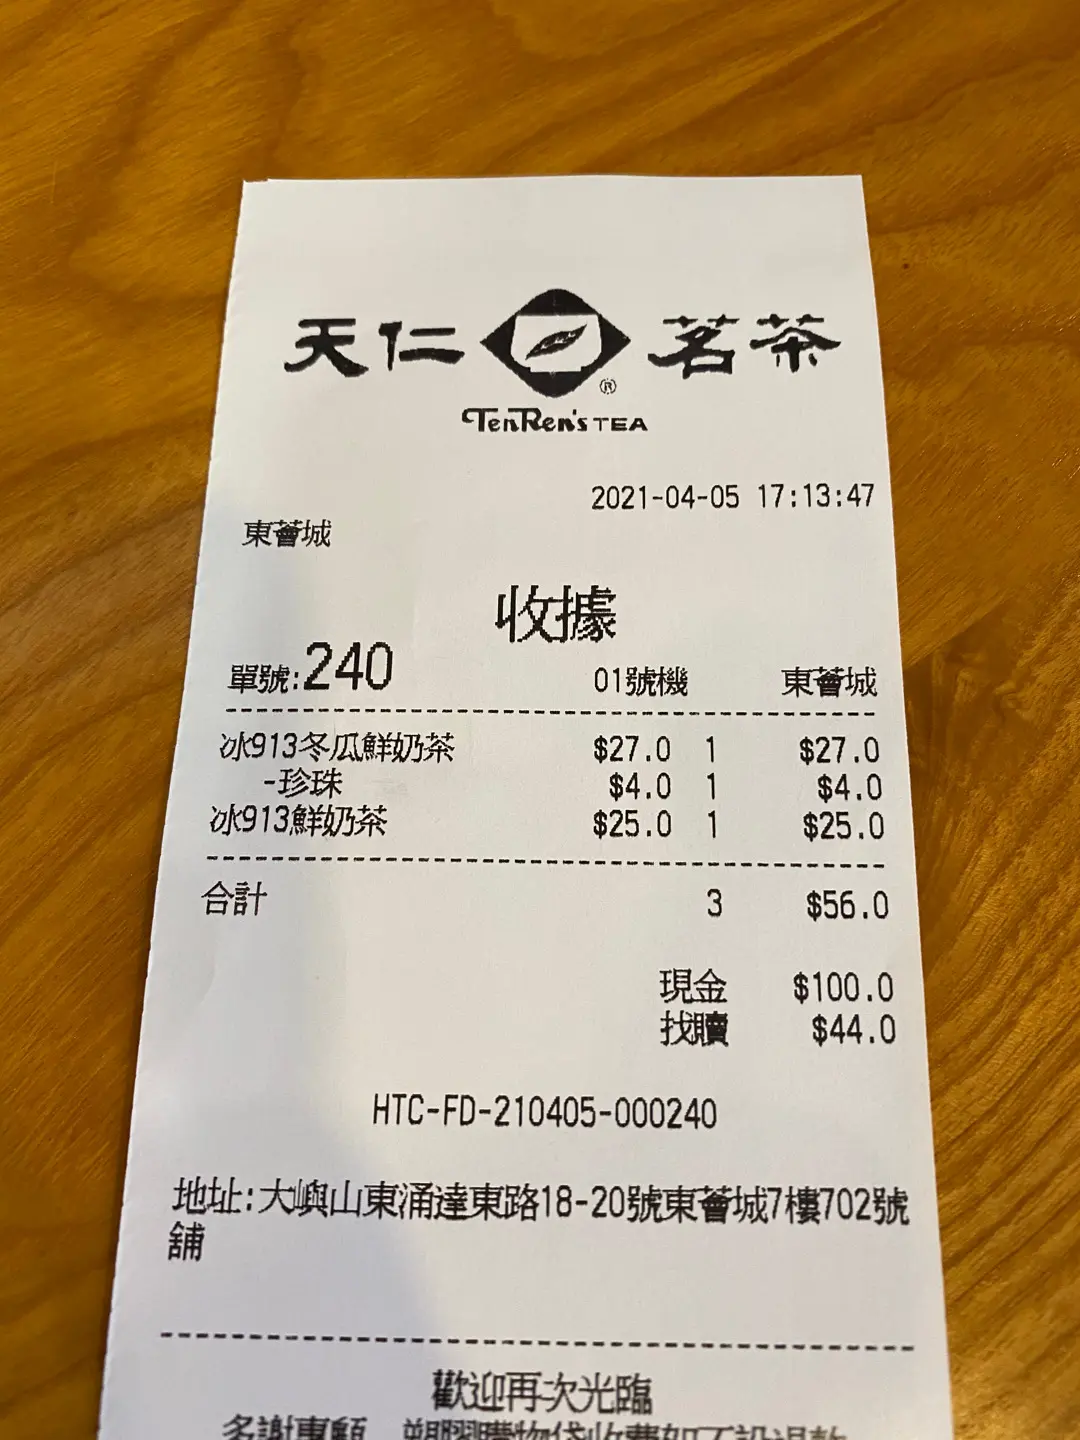 天仁 茗茶
TenRen's TEA
2021-04-05 17:13:47
東薈城
收據
單號:240 01號機 東薈城
冰913冬瓜鮮奶茶 $27.0 1 $27.0
-珍珠 $4.0 1 $4.0
冰913鮮奶茶 $25.0 1 $25.0
合計 3 $56.0
現金 $100.0
找贖 $44.0
HTC-FD-210405-000240
地址:大嶼山東涌達東路18-20號東薈城7樓702號
舖
歡迎再次光臨
多謝惠顧